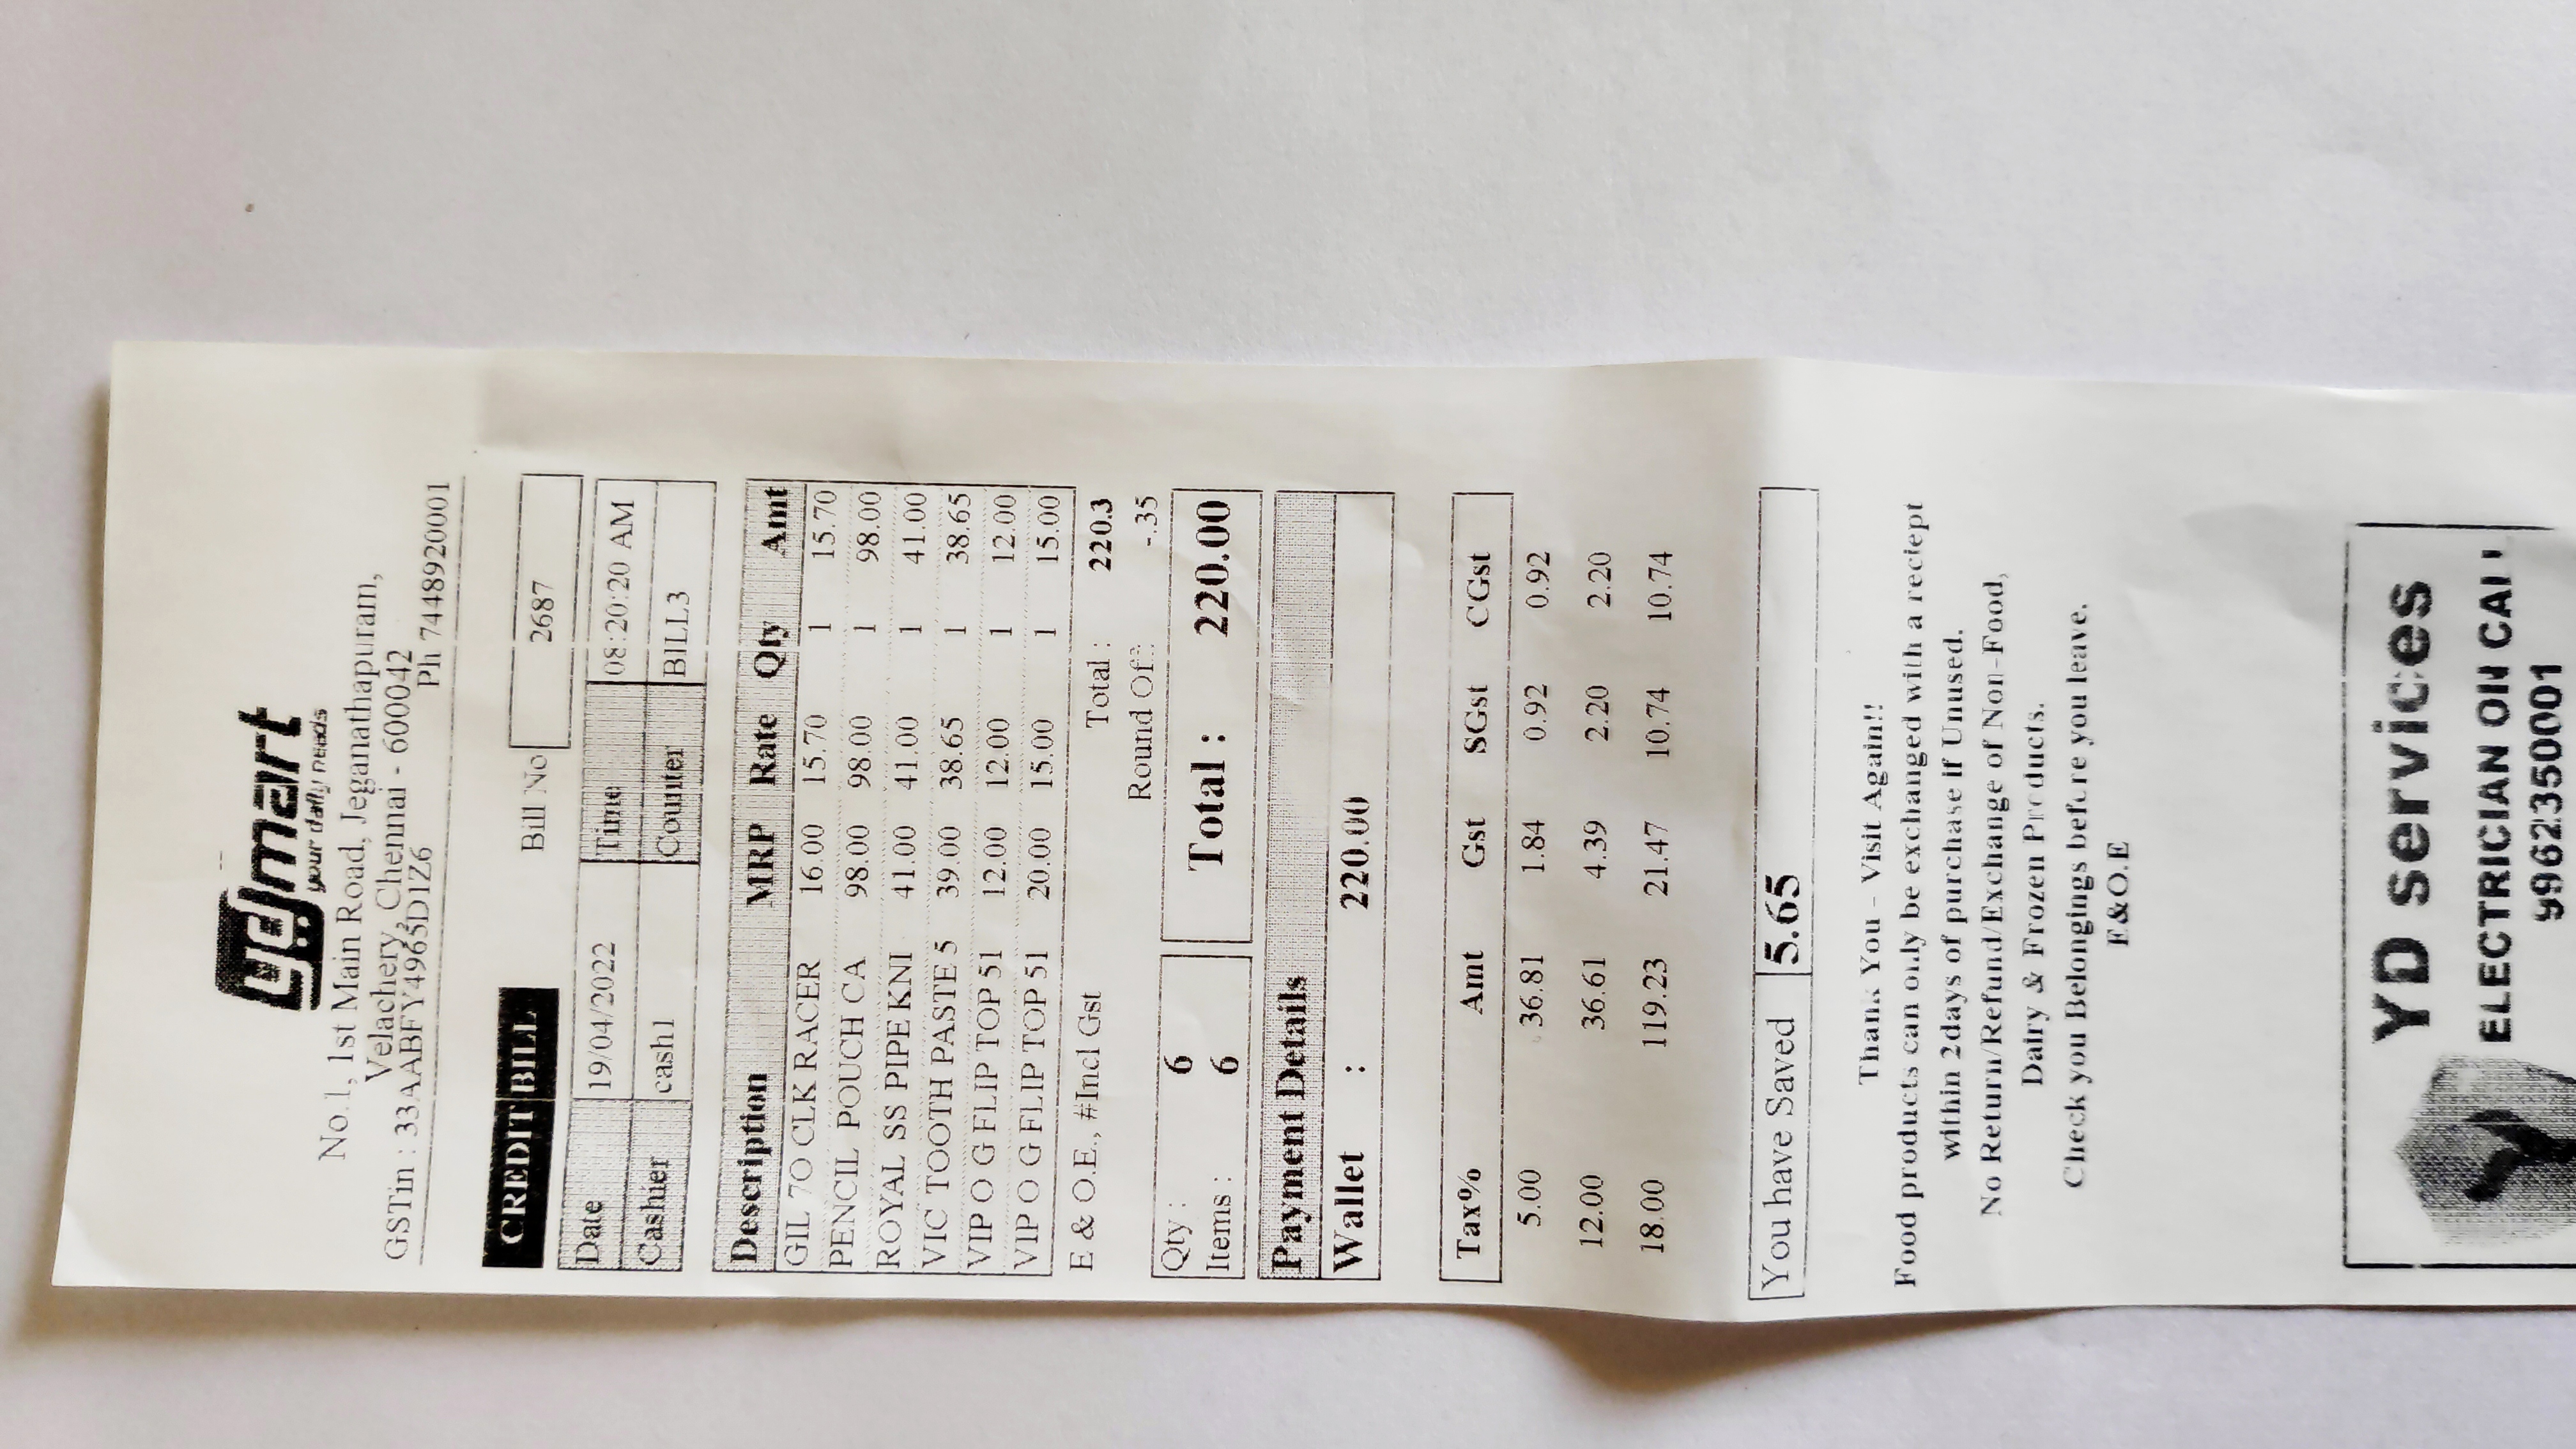 ydmart
your daily needs
No.1, 1st Main Road, Jeganathapuram,
Velachery, Chennai - 600042
GSTin : 33AABFY4965D1Z6 Ph 7448920001
CREDIT BILL Bill No 2687
Date 19/04/2022 Time 08:20:20 AM
Cashier cash1 Counter BILL3
Description MRP Rate Qty Amt
GIL 7O CLK RACER 16.00 15.70 1 15.70
PENCIL POUCH CA 98.00 98.00 1 98.00
ROYAL SS PIPE KNI 41.00 41.00 1 41.00
VIC TOOTH PASTE 5 39.00 38.65 1 38.65
VIP O G FLIP TOP 51 12.00 12.00 1 12.00
VIP O G FLIP TOP 51 20.00 15.00 1 15.00
E & O.E., #Incl Gst Total : 220.3
Round Off: -.35
Qty : 6
Items : 6
Total : 220.00
Payment Details
Wallet : 220.00
Tax% Amt Gst SGst CGst
5.00 36.81 1.84 0.92 0.92
12.00 36.61 4.39 2.20 2.20
18.00 119.23 21.47 10.74 10.74
You have Saved 5.65
Thank You - Visit Again!!
Food products can only be exchanged with a reciept
within 2days of purchase if Unused.
No Return/Refund/Exchange of Non-Food,
Dairy & Frozen Products.
Check you Belongings before you leave.
E&O.E
YD services
ELECTRICIAN ON CALL
9962350001